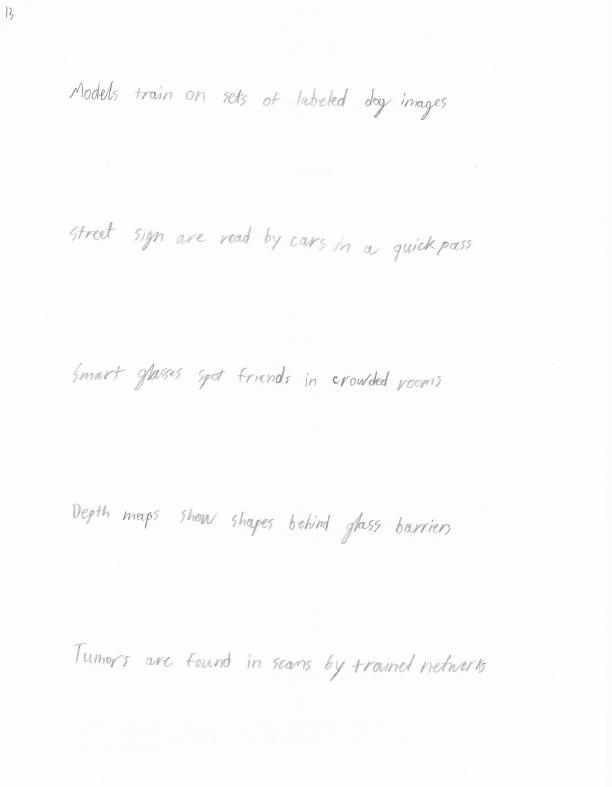 13
Models train on sets of labeled dog images
Street sign are read by cars in a quick pass
Smart glasses spot friends in crowded rooms
Depth maps show shapes behind glass barriers
Tumors are found in scans by trained networks